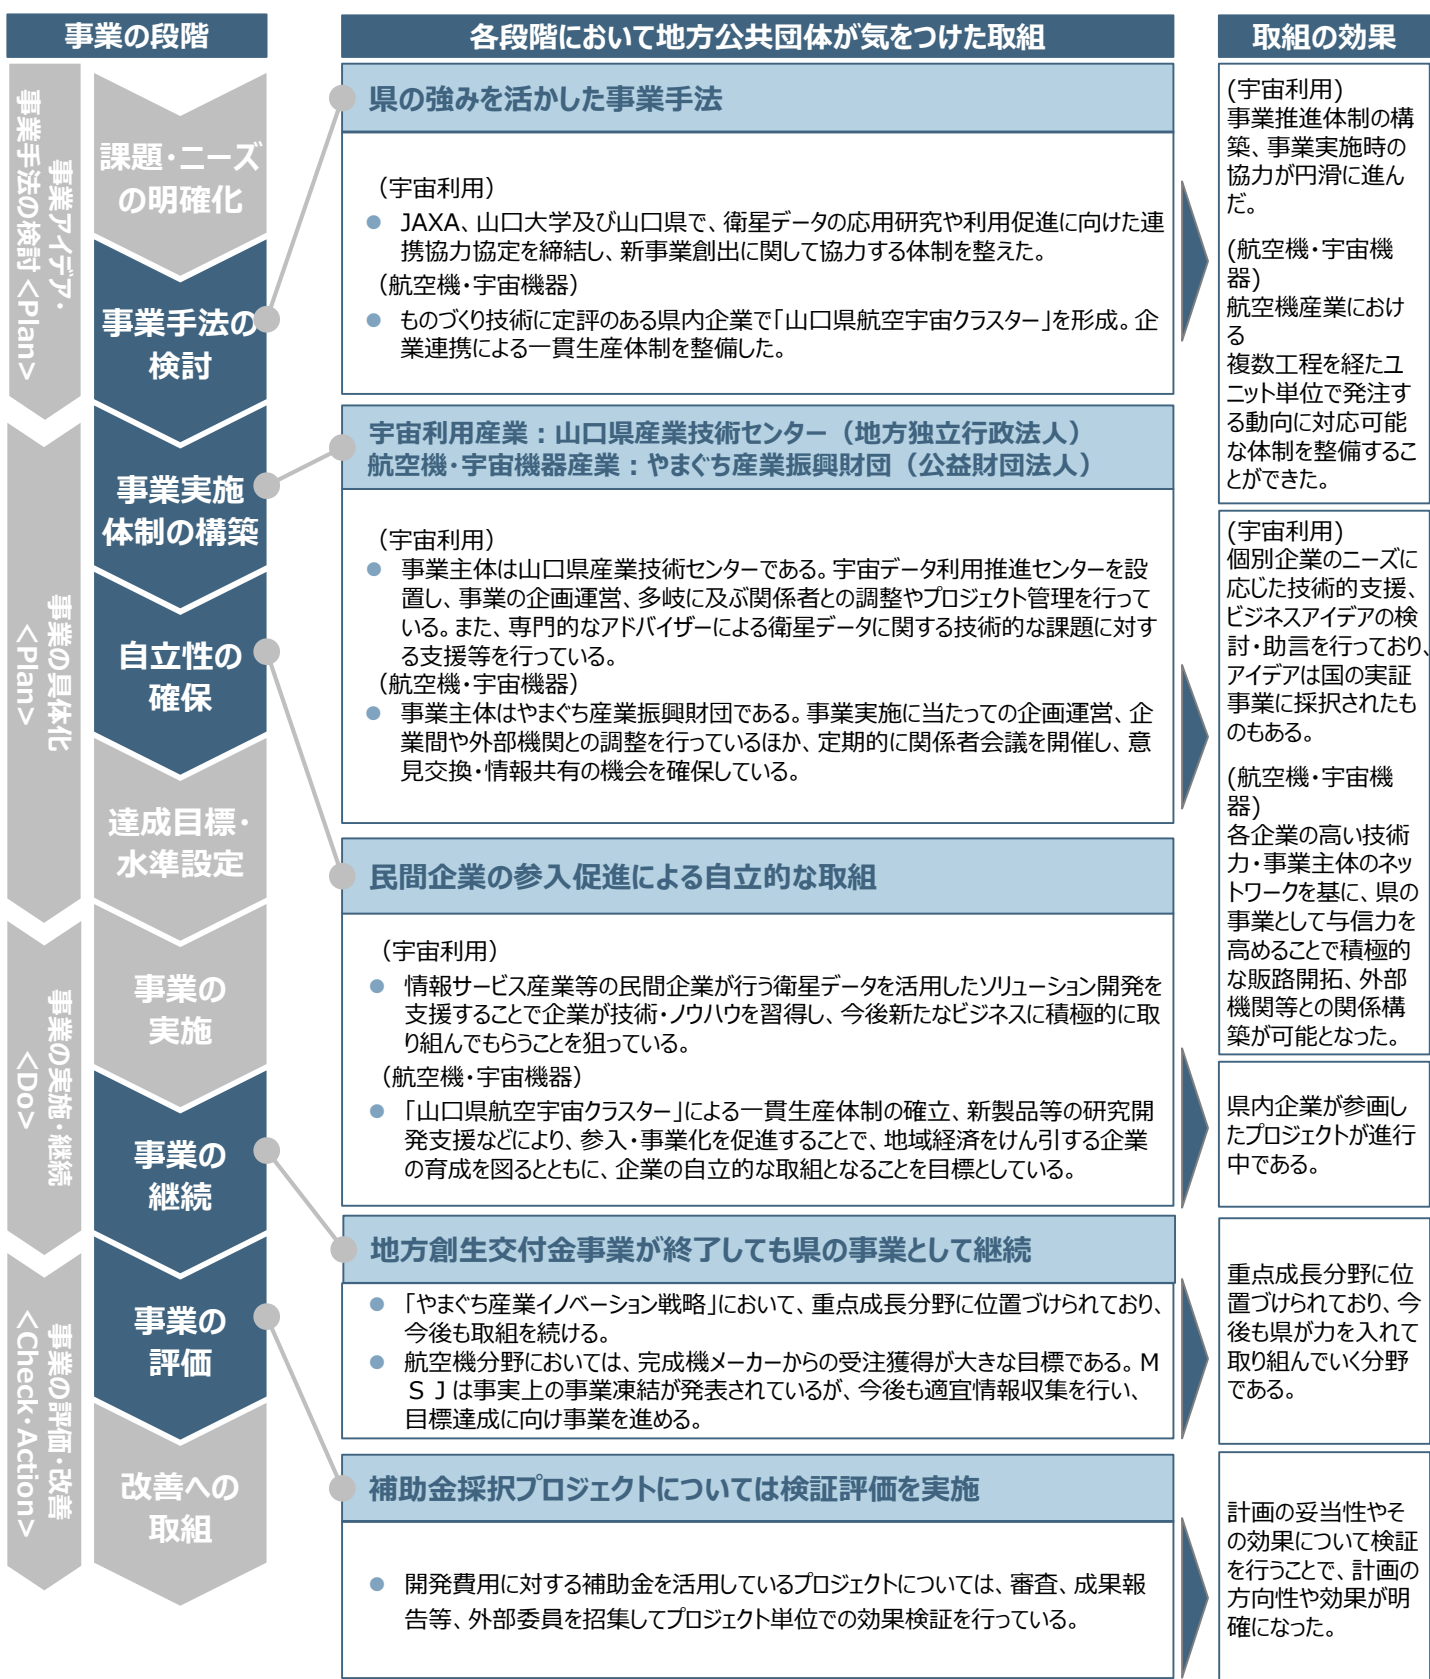 事業の段階
各段階において地方公共団体が気をつけた取組
取組の効果
事業アイデア・
事業手法の検討＜Plan＞
事業の具体化
＜Plan＞
事業の実施・継続
＜Do＞
事業の評価・改善
＜Check・Action＞
課題・ニーズ
の明確化
事業手法の
検討
事業実施
体制の構築
自立性の
確保
達成目標・
水準設定
事業の
実施
事業の
継続
事業の
評価
改善への
取組
県の強みを活かした事業手法
（宇宙利用）
● JAXA、山口大学及び山口県で、衛星データの応用研究や利用促進に向けた連
携協力協定を締結し、新事業創出に関して協力する体制を整えた。
（航空機・宇宙機器）
● ものづくり技術に定評のある県内企業で「山口県航空宇宙クラスター」を形成。企
業連携による一貫生産体制を整備した。
(宇宙利用)
事業推進体制の構
築、事業実施時の
協力が円滑に進ん
だ。
(航空機・宇宙機
器)
航空機産業におけ
る
複数工程を経たユ
ニット単位で発注す
る動向に対応可能
な体制を整備するこ
とができた。
宇宙利用産業：山口県産業技術センター（地方独立行政法人）
航空機・宇宙機器産業：やまぐち産業振興財団（公益財団法人）
（宇宙利用）
● 事業主体は山口県産業技術センターである。宇宙データ利用推進センターを設
置し、事業の企画運営、多岐に及ぶ関係者との調整やプロジェクト管理を行って
いる。また、専門的なアドバイザーによる衛星データに関する技術的な課題に対す
る支援等を行っている。
（航空機・宇宙機器）
● 事業主体はやまぐち産業振興財団である。事業実施に当たっての企画運営、企
業間や外部機関との調整を行っているほか、定期的に関係者会議を開催し、意
見交換・情報共有の機会を確保している。
(宇宙利用)
個別企業のニーズに
応じた技術的支援、
ビジネスアイデアの検
討・助言を行っており、
アイデアは国の実証
事業に採択されたも
のもある。
(航空機・宇宙機
器)
各企業の高い技術
力・事業主体のネッ
トワークを基に、県の
事業として与信力を
高めることで積極的
な販路開拓、外部
機関等との関係構
築が可能となった。
民間企業の参入促進による自立的な取組
（宇宙利用）
● 情報サービス産業等の民間企業が行う衛星データを活用したソリューション開発を
支援することで企業が技術・ノウハウを習得し、今後新たなビジネスに積極的に取
り組んでもらうことを狙っている。
（航空機・宇宙機器）
● 「山口県航空宇宙クラスター」による一貫生産体制の確立、新製品等の研究開
発支援などにより、参入・事業化を促進することで、地域経済をけん引する企業
の育成を図るとともに、企業の自立的な取組となることを目標としている。
県内企業が参画し
たプロジェクトが進行
中である。
地方創生交付金事業が終了しても県の事業として継続
● 「やまぐち産業イノベーション戦略」において、重点成長分野に位置づけられており、
今後も取組を続ける。
● 航空機分野においては、完成機メーカーからの受注獲得が大きな目標である。M
S J は事実上の事業凍結が発表されているが、今後も適宜情報収集を行い、
目標達成に向け事業を進める。
重点成長分野に位
置づけられており、今
後も県が力を入れて
取り組んでいく分野
である。
補助金採択プロジェクトについては検証評価を実施
● 開発費用に対する補助金を活用しているプロジェクトについては、審査、成果報
告等、外部委員を招集してプロジェクト単位での効果検証を行っている。
計画の妥当性やそ
の効果について検証
を行うことで、計画の
方向性や効果が明
確になった。